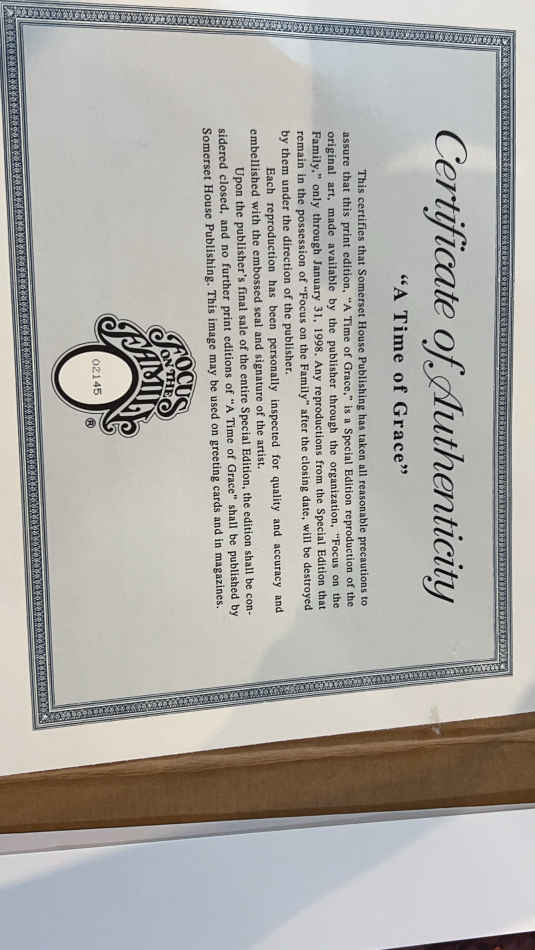 Certificate of Authenticity
“A Time of Grace”
This certifies that Somerset House Publishing has taken all reasonable precautions to
assure that this print edition, “A Time of Grace,” is a Special Edition reproduction of the
original art, made available by the publisher through the organization, “Focus on the
Family,” only through January 31, 1998. Any reproductions from the Special Edition that
remain in the possession of “Focus on the Family” after the closing date, will be destroyed
by them under the direction of the publisher.
Each reproduction has been personally inspected for quality and accuracy and
embellished with the embossed seal and signature of the artist.
Upon the publisher's final sale of the entire Special Edition, the edition shall be con-
sidered closed, and no further print editions of “A Time of Grace” shall be published by
Somerset House Publishing. This image may be used on greeting cards and in magazines.
FOCUS
ON THE
FAMILY
®
02145